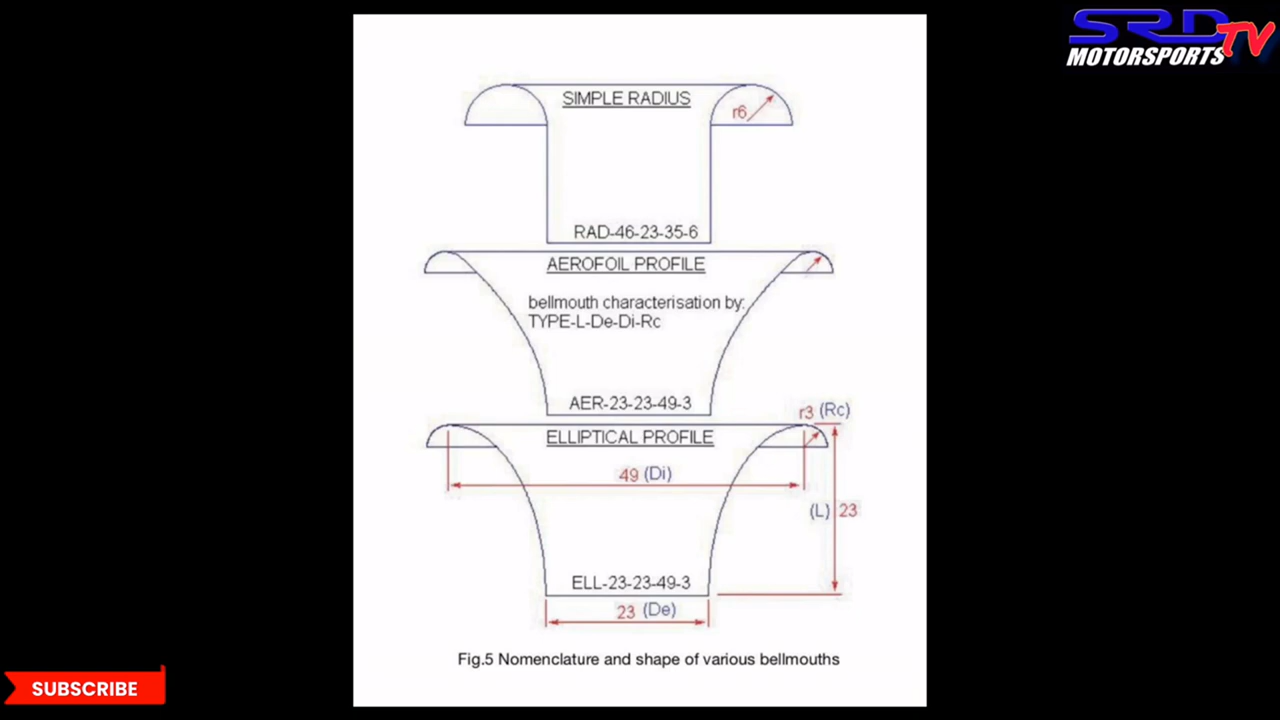 SRD TV
MOTORSPORTS
SIMPLE RADIUS
r6
RAD-46-23-35-6
AEROFOIL PROFILE
bellmouth characterisation by:
TYPE-L-De-Di-Rc
AER-23-23-49-3
r3 (Rc)
ELLIPTICAL PROFILE
49 (Di)
(L) 23
ELL-23-23-49-3
23 (De)
Fig.5 Nomenclature and shape of various bellmouths
SUBSCRIBE